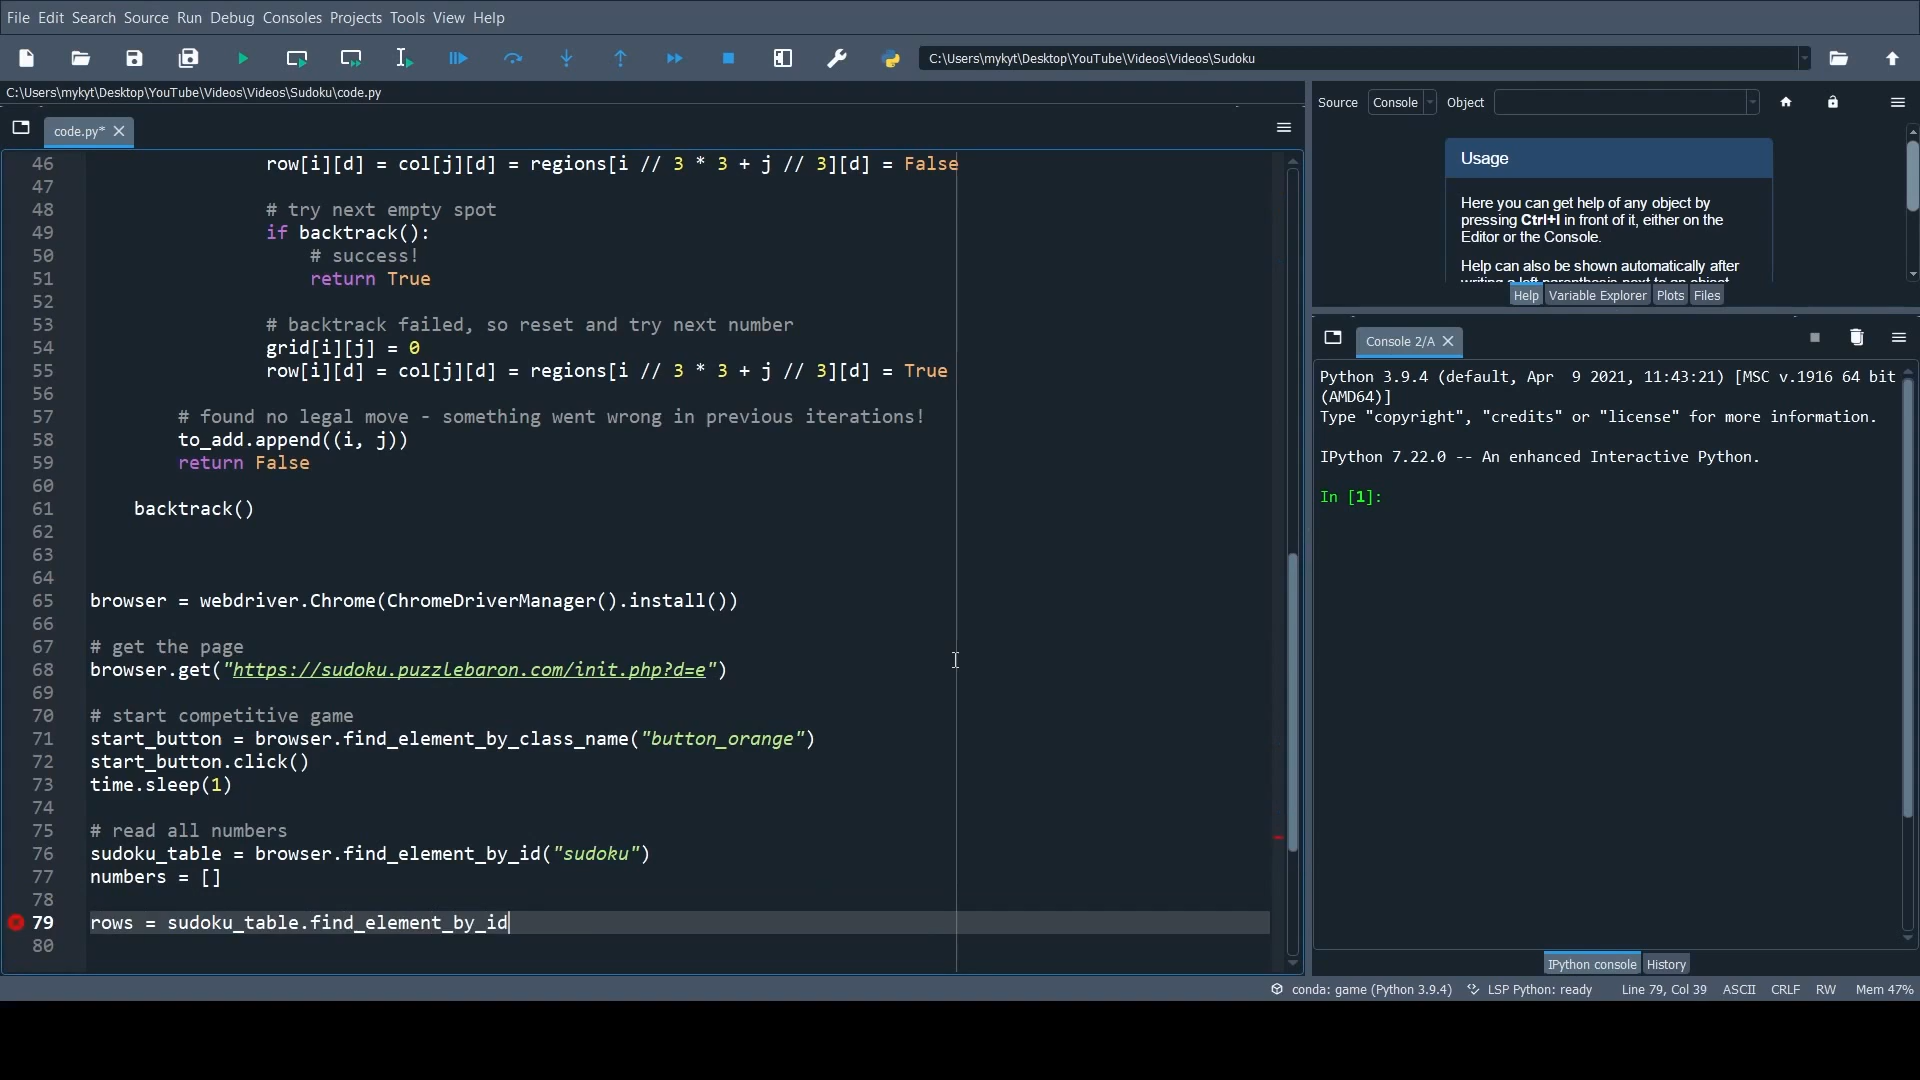 File Edit Search Source Run Debug Consoles Projects Tools View Help
C:\Users\mykyt\Desktop\YouTube\Videos\Videos\Sudoku
C:\Users\mykyt\Desktop\YouTube\Videos\Videos\Sudoku\code.py
code.py*
46 row[i][d] = col[j][d] = regions[i // 3 * 3 + j // 3][d] = False
47
48 # try next empty spot
49 if backtrack():
50 # success!
51 return True
52
53 # backtrack failed, so reset and try next number
54 grid[i][j] = 0
55 row[i][d] = col[j][d] = regions[i // 3 * 3 + j // 3][d] = True
56
57 # found no legal move - something went wrong in previous iterations!
58 to_add.append((i, j))
59 return False
60
61 backtrack()
62
63
64
65 browser = webdriver.Chrome(ChromeDriverManager().install())
66
67 # get the page
68 browser.get("https://sudoku.puzzlebaron.com/init.php?d=e")
69
70 # start competitive game
71 start_button = browser.find_element_by_class_name("button_orange")
72 start_button.click()
73 time.sleep(1)
74
75 # read all numbers
76 sudoku_table = browser.find_element_by_id("sudoku")
77 numbers = []
78
79 rows = sudoku_table.find_element_by_id
80
Source Console Object
Usage
Here you can get help of any object by
pressing Ctrl+I in front of it, either on the
Editor or the Console.
Help can also be shown automatically after
writing a left parenthesis next to an object
Help Variable Explorer Plots Files
Console 2/A
Python 3.9.4 (default, Apr  9 2021, 11:43:21) [MSC v.1916 64 bit
(AMD64)]
Type "copyright", "credits" or "license" for more information.
IPython 7.22.0 -- An enhanced Interactive Python.
In [1]:
IPython console History
conda: game (Python 3.9.4) LSP Python: ready Line 79, Col 39 ASCII CRLF RW Mem 47%